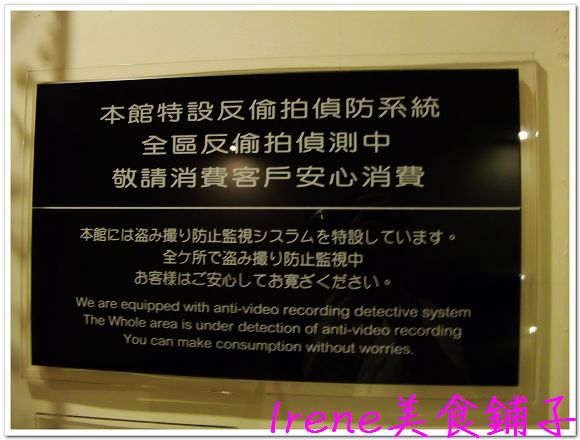 本館特設反偷拍偵防系統
全區反偷拍偵測中
敬請消費客戶安心消費
本館には盗み撮り防止監視システムを特設しています。
全ケ所で盗み撮り防止監視中
お客様はご安心してお寛ざください。
We are equipped with anti-video recording detective system
The Whole area is under detection of anti-video recording
You can make consumption without worries.
Irene美食鋪子